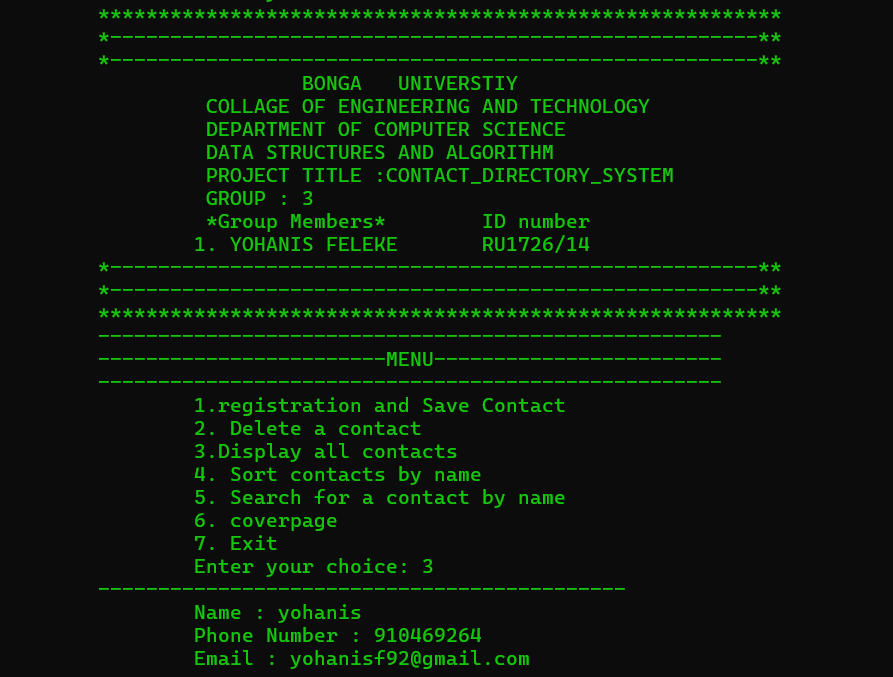 *********************************************************
*------------------------------------------------------**
*------------------------------------------------------**
BONGA   UNIVERSTIY
COLLAGE OF ENGINEERING AND TECHNOLOGY
DEPARTMENT OF COMPUTER SCIENCE
DATA STRUCTURES AND ALGORITHM
PROJECT TITLE :CONTACT_DIRECTORY_SYSTEM
GROUP : 3
*Group Members*        ID number
1. YOHANIS FELEKE       RU1726/14
*------------------------------------------------------**
*------------------------------------------------------**
*********************************************************
----------------------------------------------------
------------------------MENU------------------------
----------------------------------------------------
1.registration and Save Contact
2. Delete a contact
3.Display all contacts
4. Sort contacts by name
5. Search for a contact by name
6. coverpage
7. Exit
Enter your choice: 3
--------------------------------------------
Name : yohanis
Phone Number : 910469264
Email : yohanisf92@gmail.com